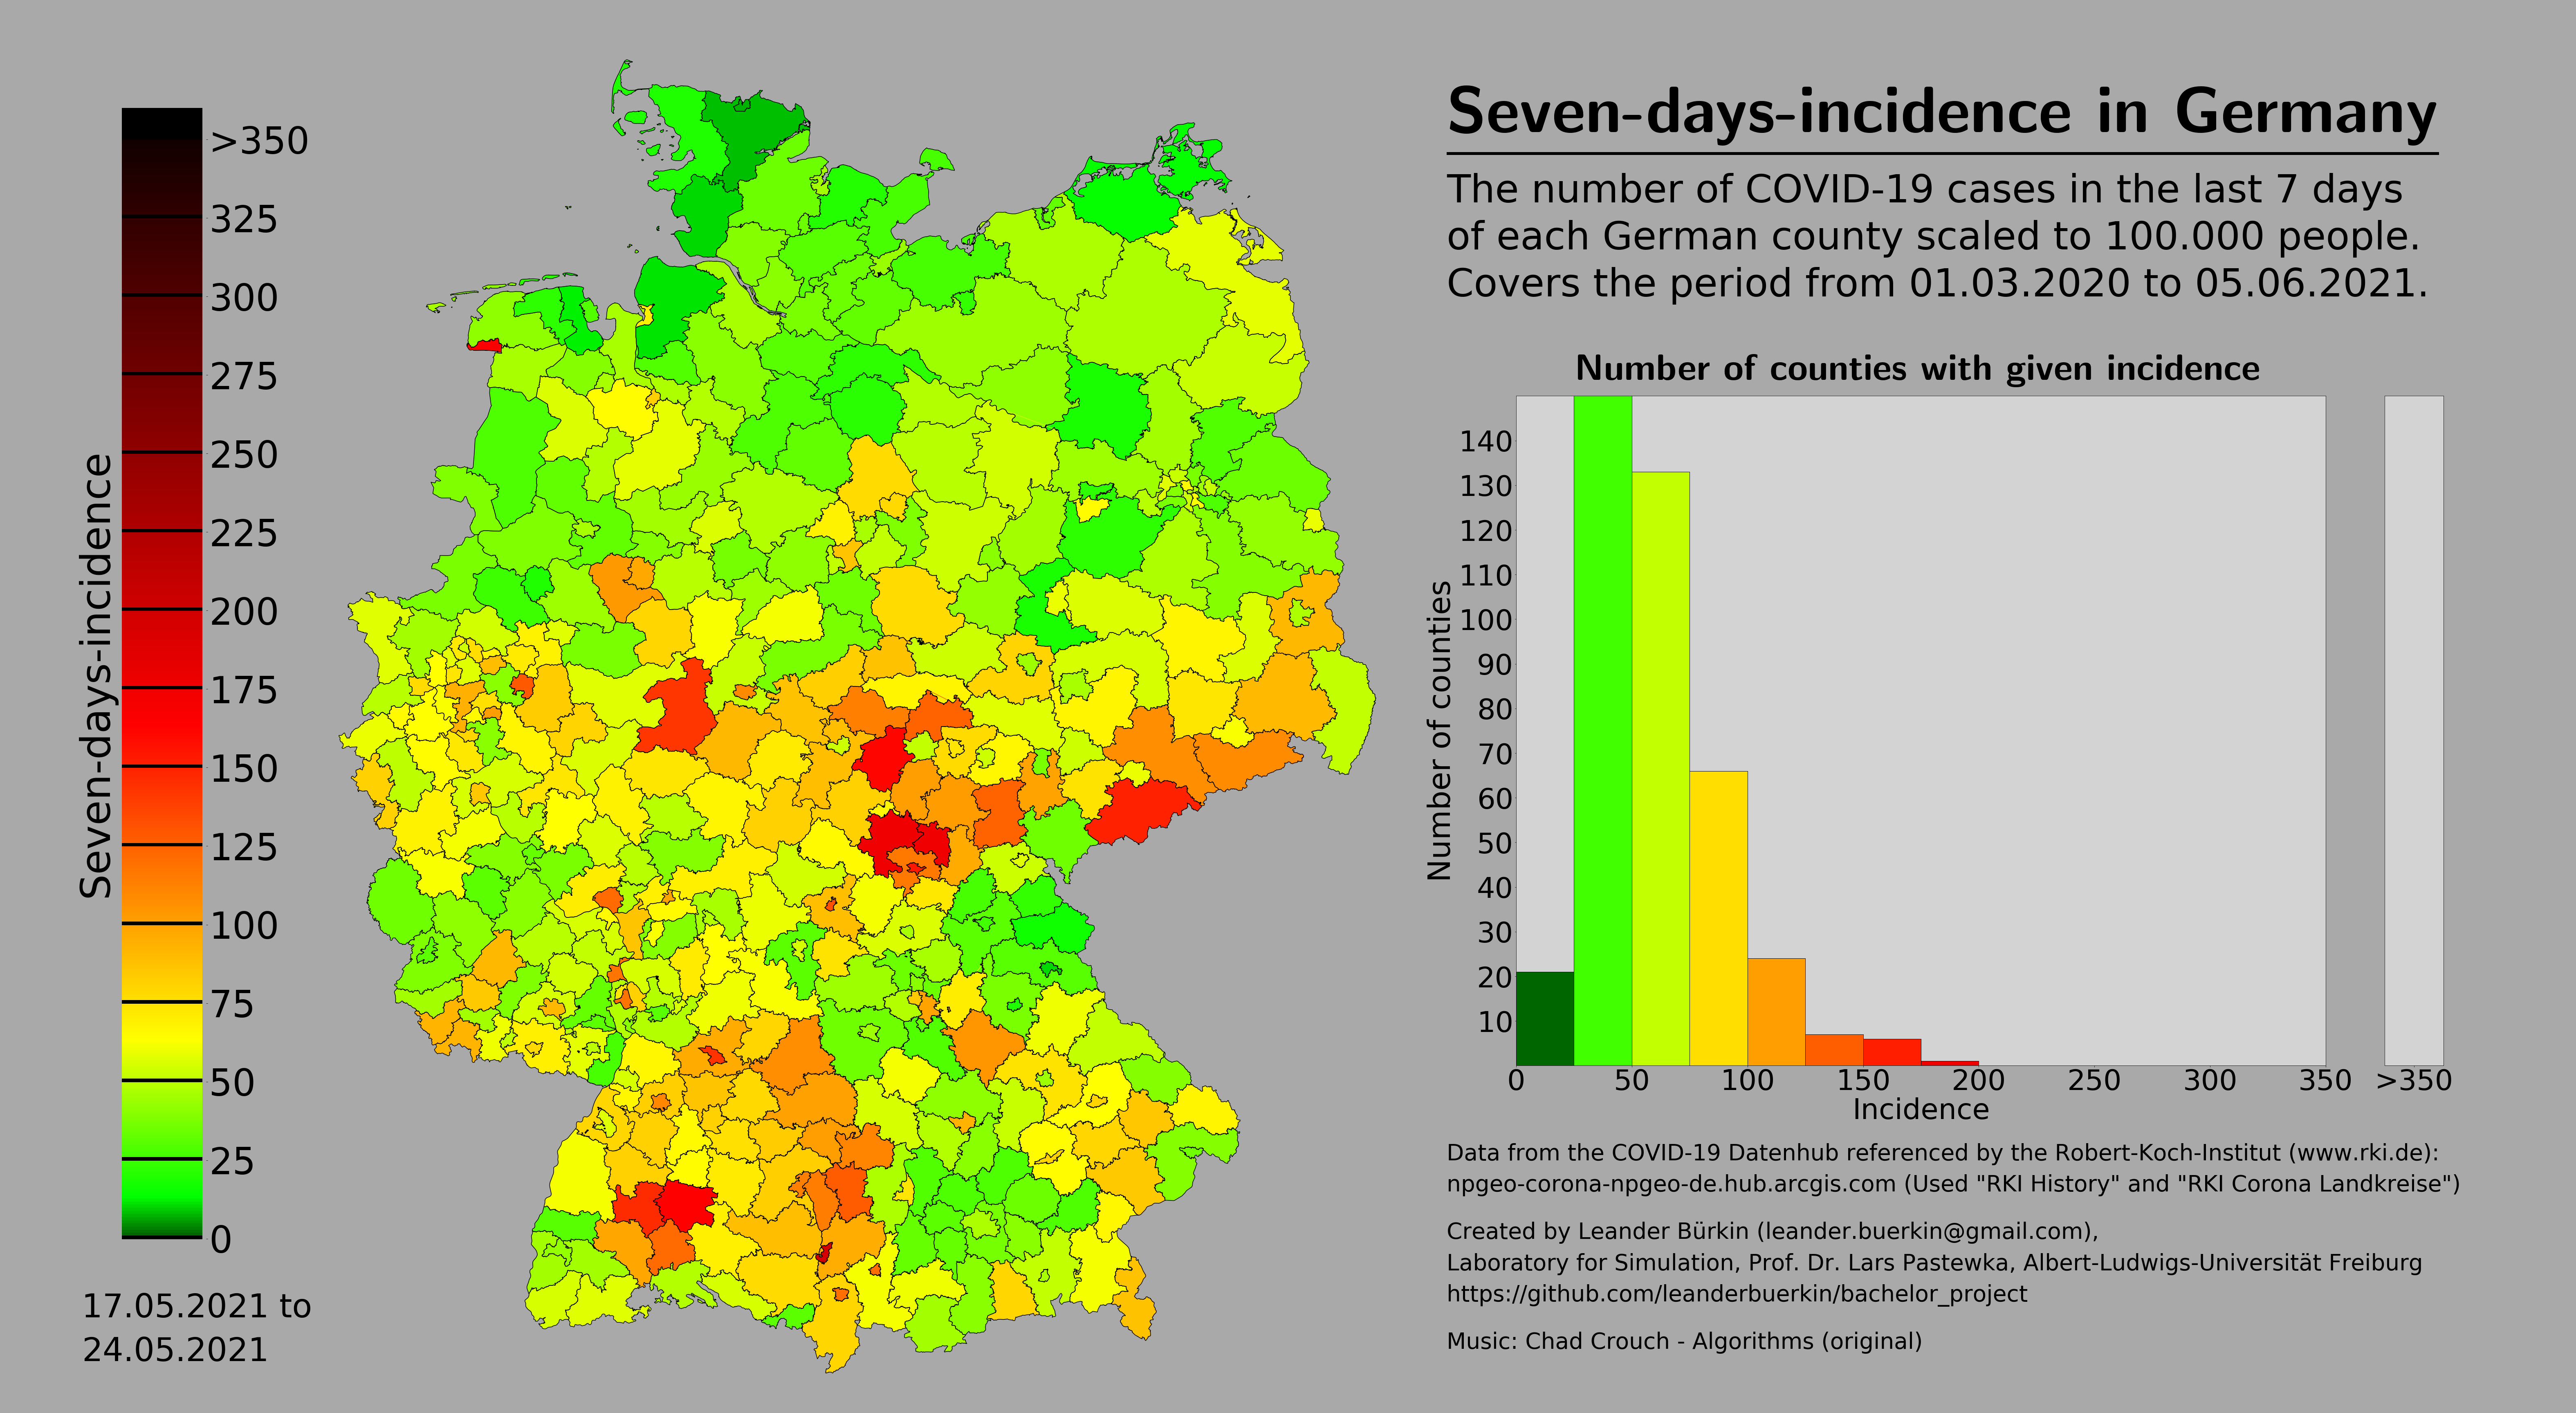 Seven-days-incidence
>350
325
300
275
250
225
200
175
150
125
100
75
50
25
0
17.05.2021 to
24.05.2021
Seven-days-incidence in Germany
The number of COVID-19 cases in the last 7 days
of each German county scaled to 100.000 people.
Covers the period from 01.03.2020 to 05.06.2021.
Number of counties with given incidence
Number of counties
140
130
120
110
100
90
80
70
60
50
40
30
20
10
0 50 100 150 200 250 300 350 >350
Incidence
Data from the COVID-19 Datenhub referenced by the Robert-Koch-Institut (www.rki.de):
npgeo-corona-npgeo-de.hub.arcgis.com (Used "RKI History" and "RKI Corona Landkreise")
Created by Leander Bürkin (leander.buerkin@gmail.com),
Laboratory for Simulation, Prof. Dr. Lars Pastewka, Albert-Ludwigs-Universität Freiburg
https://github.com/leanderbuerkin/bachelor_project
Music: Chad Crouch - Algorithms (original)